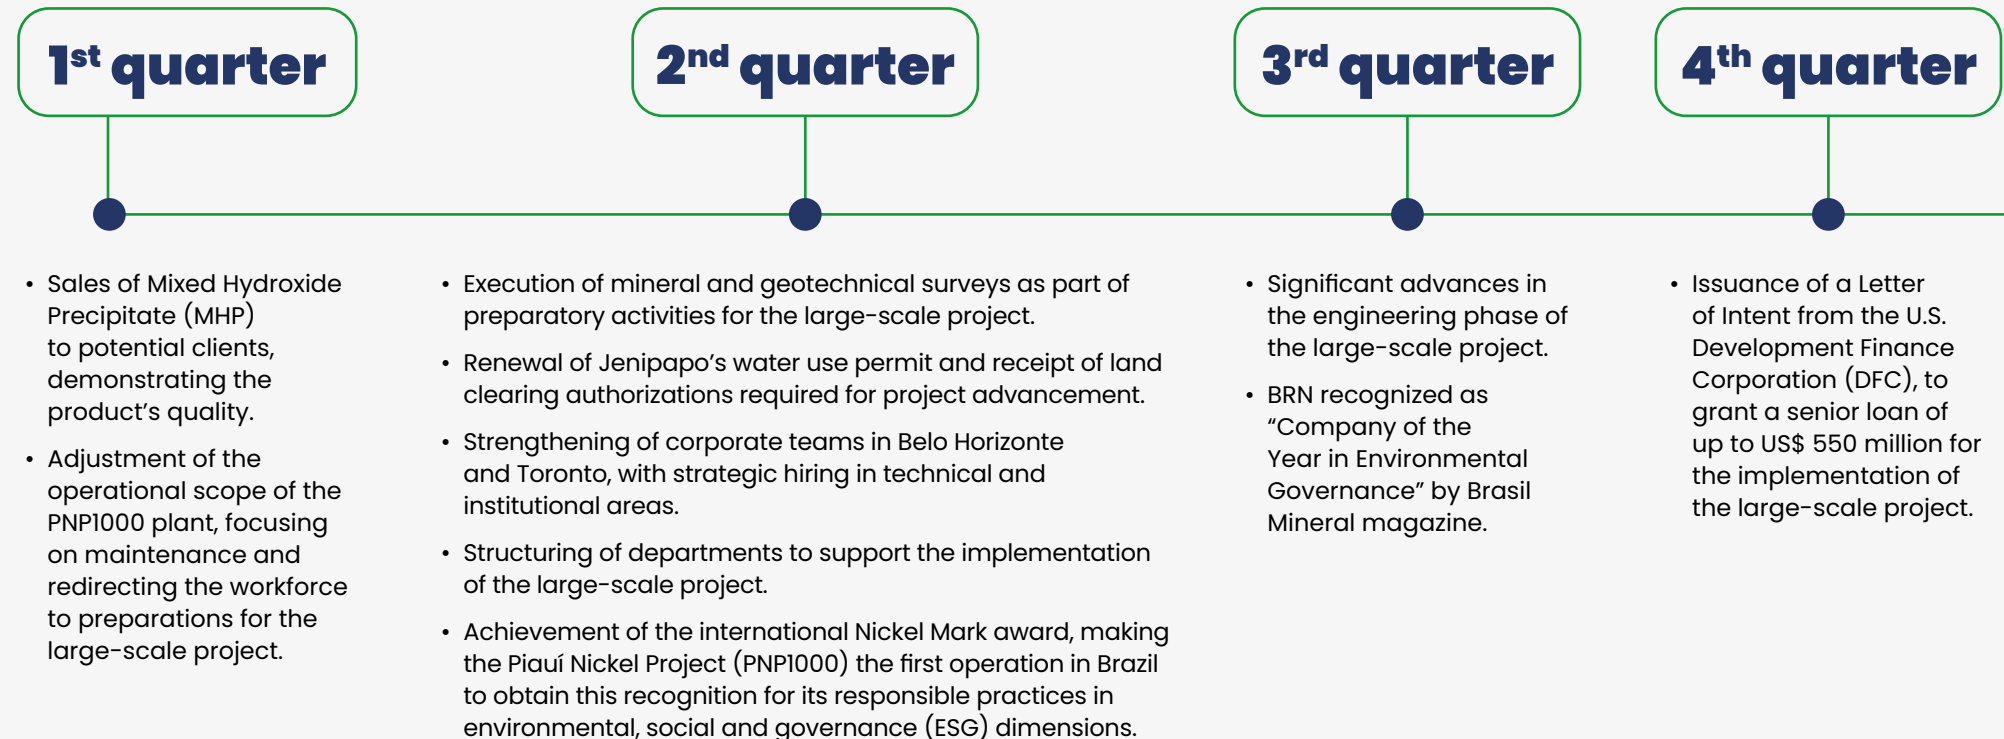 1st quarter
• Sales of Mixed Hydroxide
Precipitate (MHP)
to potential clients,
demonstrating the
product’s quality.
• Adjustment of the
operational scope of the
PNP1000 plant, focusing
on maintenance and
redirecting the workforce
to preparations for the
large-scale project.
2nd quarter
• Execution of mineral and geotechnical surveys as part of
preparatory activities for the large-scale project.
• Renewal of Jenipapo’s water use permit and receipt of land
clearing authorizations required for project advancement.
• Strengthening of corporate teams in Belo Horizonte
and Toronto, with strategic hiring in technical and
institutional areas.
• Structuring of departments to support the implementation
of the large-scale project.
• Achievement of the international Nickel Mark award, making
the Piauí Nickel Project (PNP1000) the first operation in Brazil
to obtain this recognition for its responsible practices in
environmental, social and governance (ESG) dimensions.
3rd quarter
• Significant advances in
the engineering phase of
the large-scale project.
• BRN recognized as
“Company of the
Year in Environmental
Governance” by Brasil
Mineral magazine.
4th quarter
• Issuance of a Letter
of Intent from the U.S.
Development Finance
Corporation (DFC), to
grant a senior loan of
up to US$ 550 million for
the implementation of
the large-scale project.